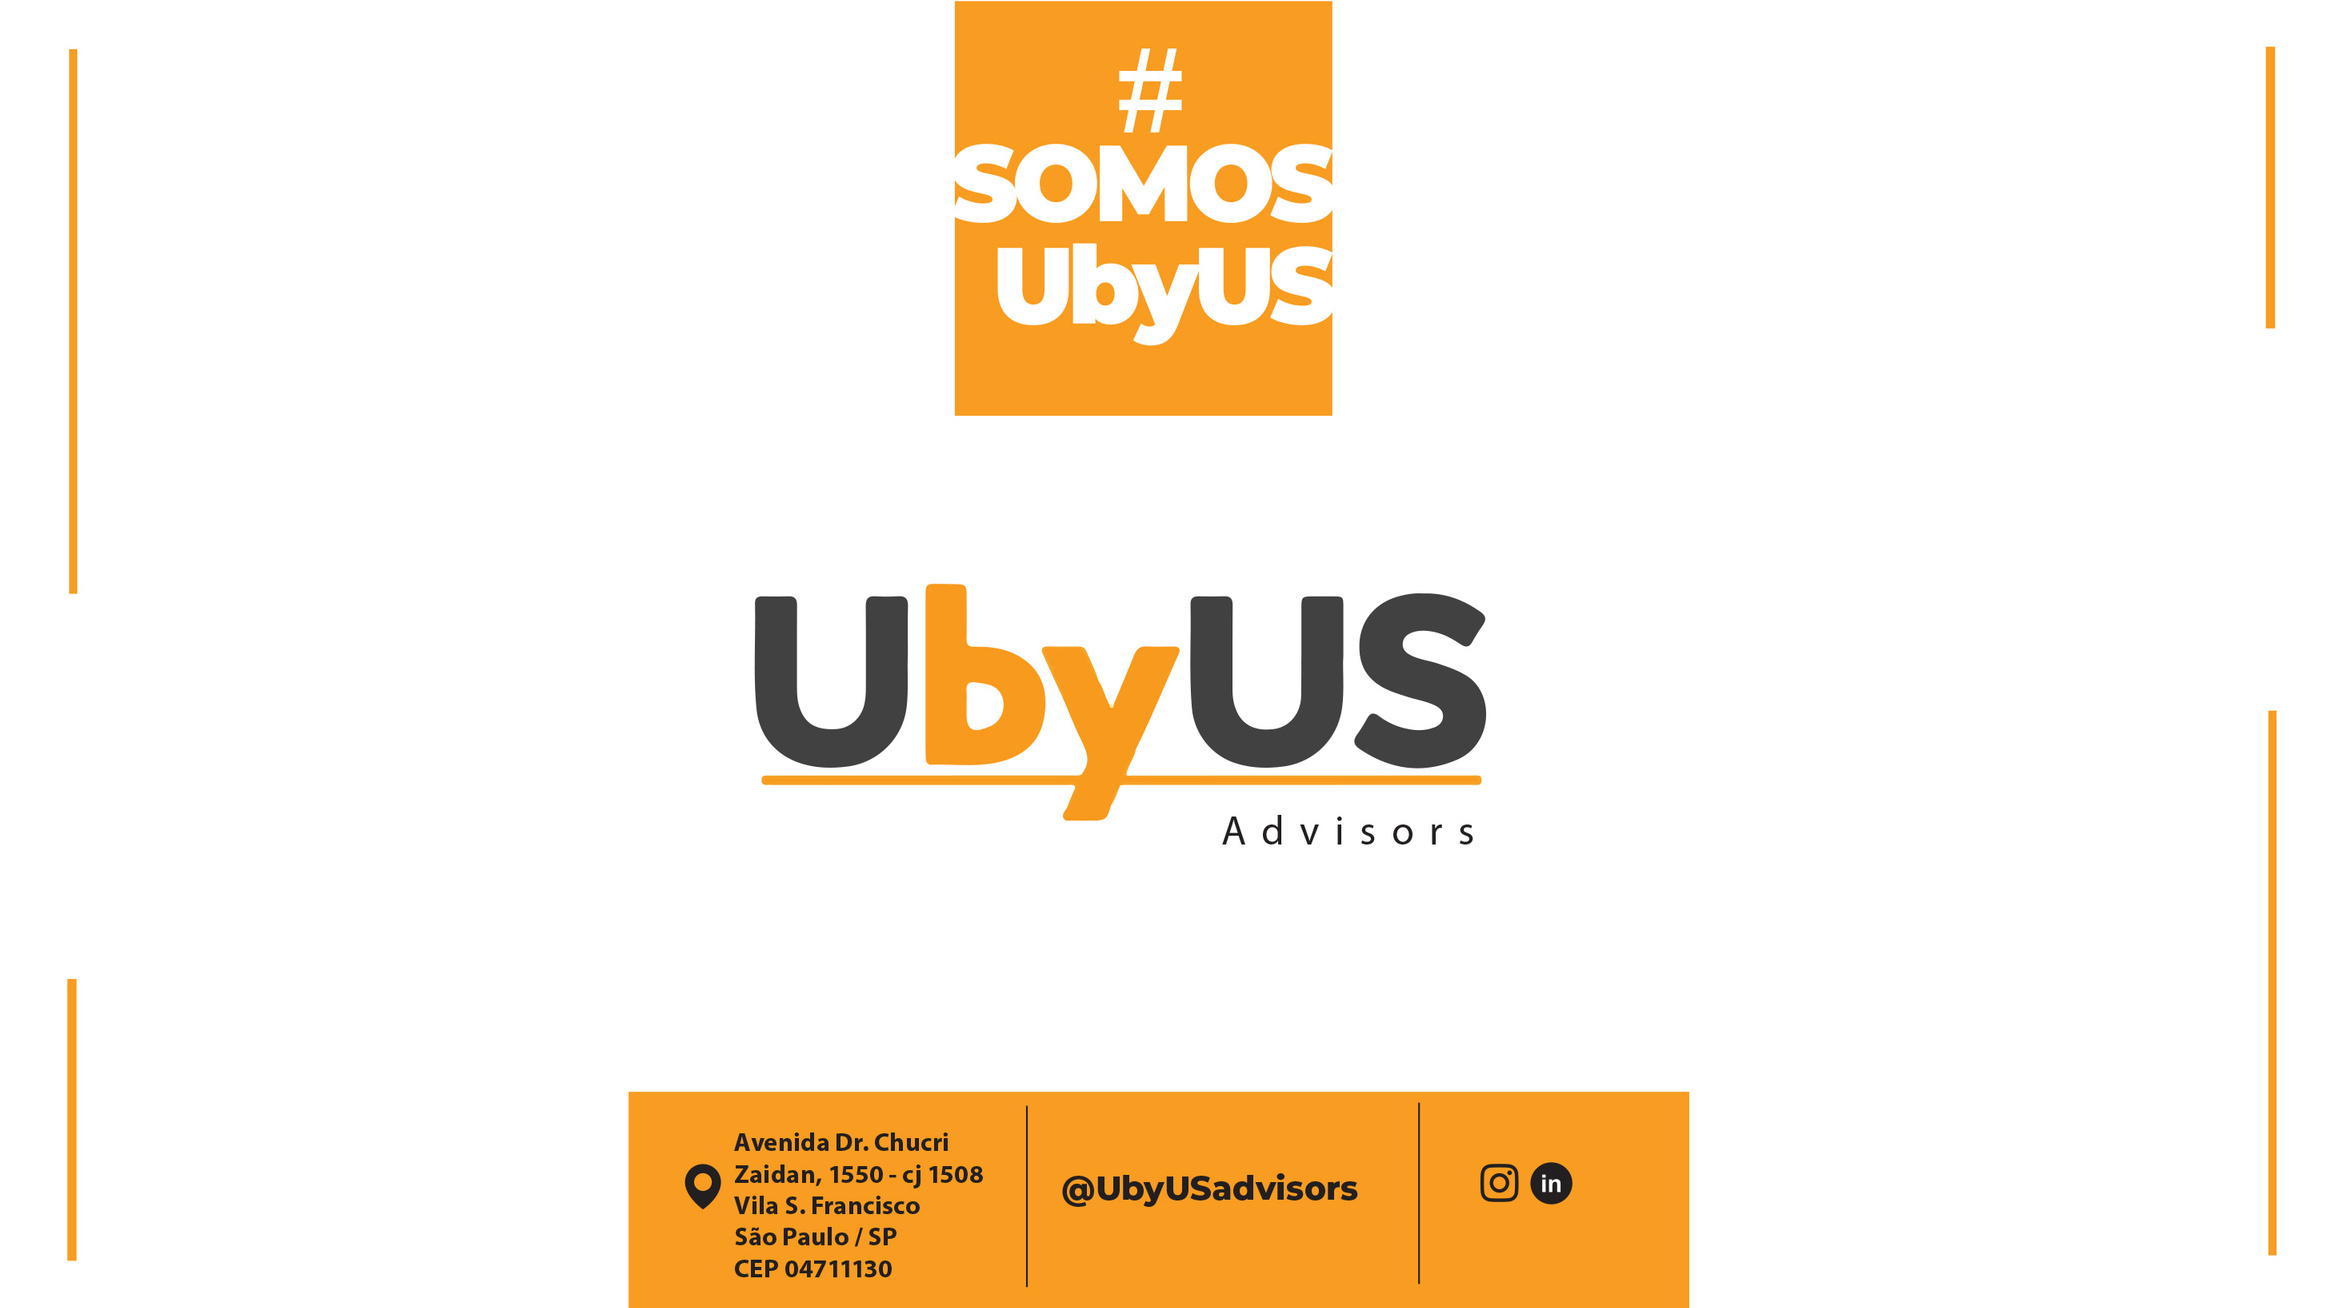 #
SOMOS
UbyUS
UbyUS
Advisors
Avenida Dr. Chucri
Zaidan, 1550 - cj 1508
Vila S. Francisco
São Paulo / SP
CEP 04711130
@UbyUSadvisors
in